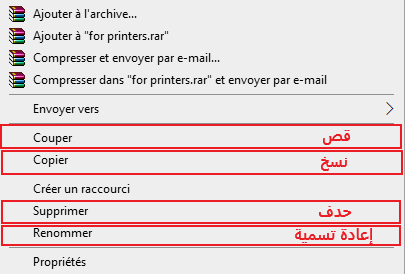 Ajouter à l'archive...
Ajouter à "for printers.rar"
Compresser et envoyer par e-mail...
Compresser dans "for printers.rar" et envoyer par e-mail
Envoyer vers
Couper قص
Copier نسخ
Créer un raccourci
Supprimer حدف
Renommer إعادة تسمية
Propriétés